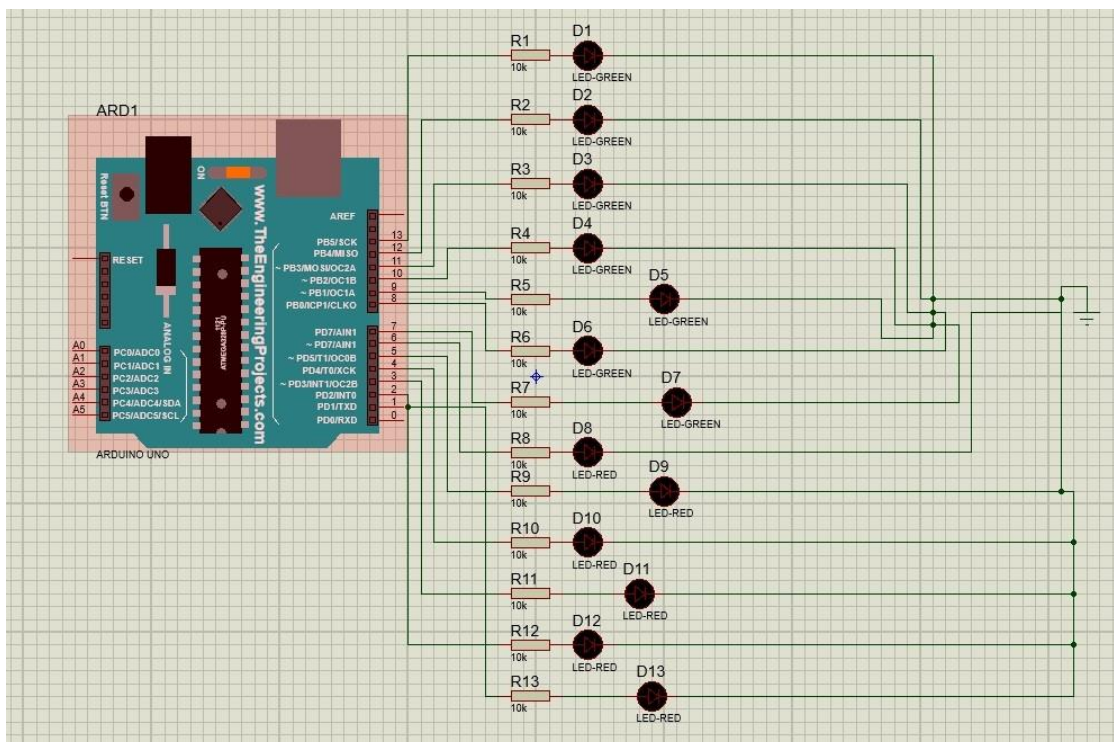 ARD1
ARDUINO UNO
Reset BTN
ON
www.TheEngineeringProjects.com
ANALOG IN
1121
ATMEGA328P-PU
RESET
AREF
PB5/SCK 13
PB4/MISO 12
~ PB3/MOSI/OC2A 11
~ PB2/OC1B 10
~ PB1/OC1A 9
PB0/ICP1/CLKO 8
PD7/AIN1 7
~ PD7/AIN1 6
~ PD5/T1/OC0B 5
PD4/T0/XCK 4
~ PD3/INT1/OC2B 3
PD2/INT0 2
PD1/TXD 1
PD0/RXD 0
A0 PC0/ADC0
A1 PC1/ADC1
A2 PC2/ADC2
A3 PC3/ADC3
A4 PC4/ADC4/SDA
A5 PC5/ADC5/SCL
R1
10k
D1
LED-GREEN
R2
10k
D2
LED-GREEN
R3
10k
D3
LED-GREEN
R4
10k
D4
LED-GREEN
R5
10k
D5
LED-GREEN
R6
10k
D6
LED-GREEN
R7
10k
D7
LED-GREEN
R8
10k
D8
LED-RED
R9
10k
D9
LED-RED
R10
10k
D10
LED-RED
R11
10k
D11
LED-RED
R12
10k
D12
LED-RED
R13
10k
D13
LED-RED